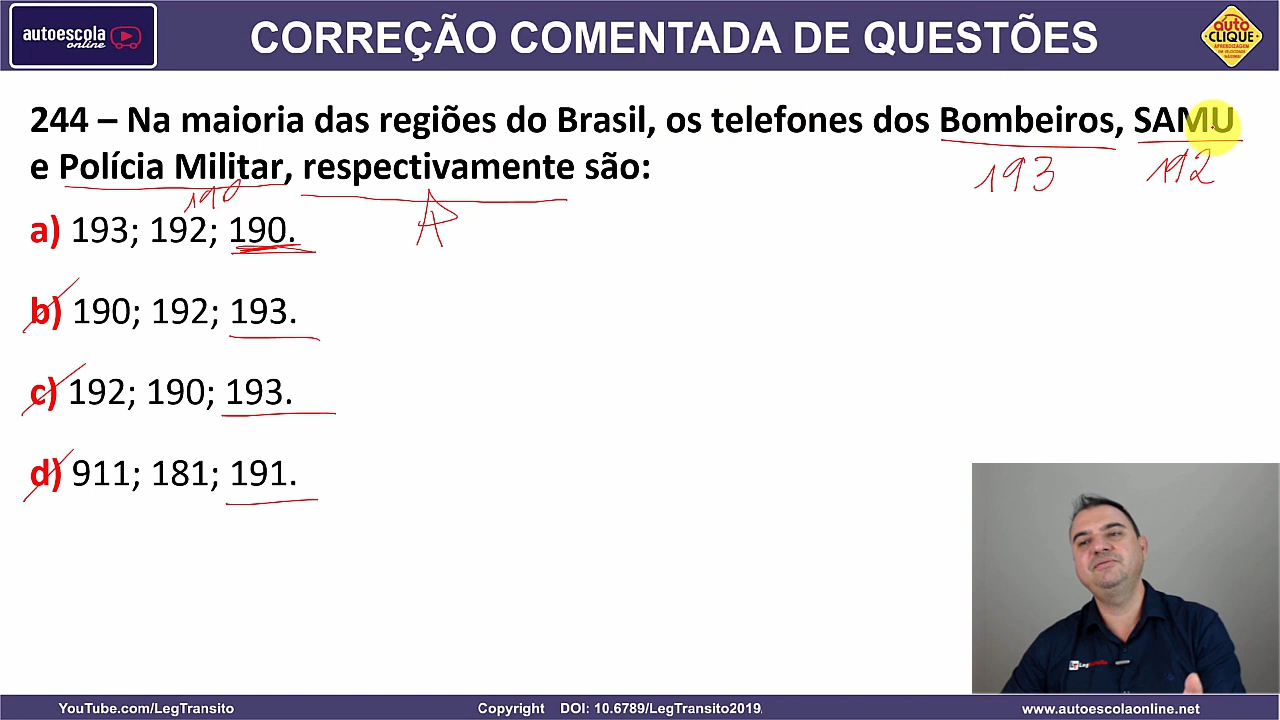 autoescola
online
CORREÇÃO COMENTADA DE QUESTÕES
auto
CLIQUE
244 – Na maioria das regiões do Brasil, os telefones dos Bombeiros, SAMU
193 192
e Polícia Militar, respectivamente são:
190
A
a) 193; 192; 190.
b) 190; 192; 193.
c) 192; 190; 193.
d) 911; 181; 191.
YouTube.com/LegTransito
Copyright DOI: 10.6789/LegTransito2019
www.autoescolaonline.net